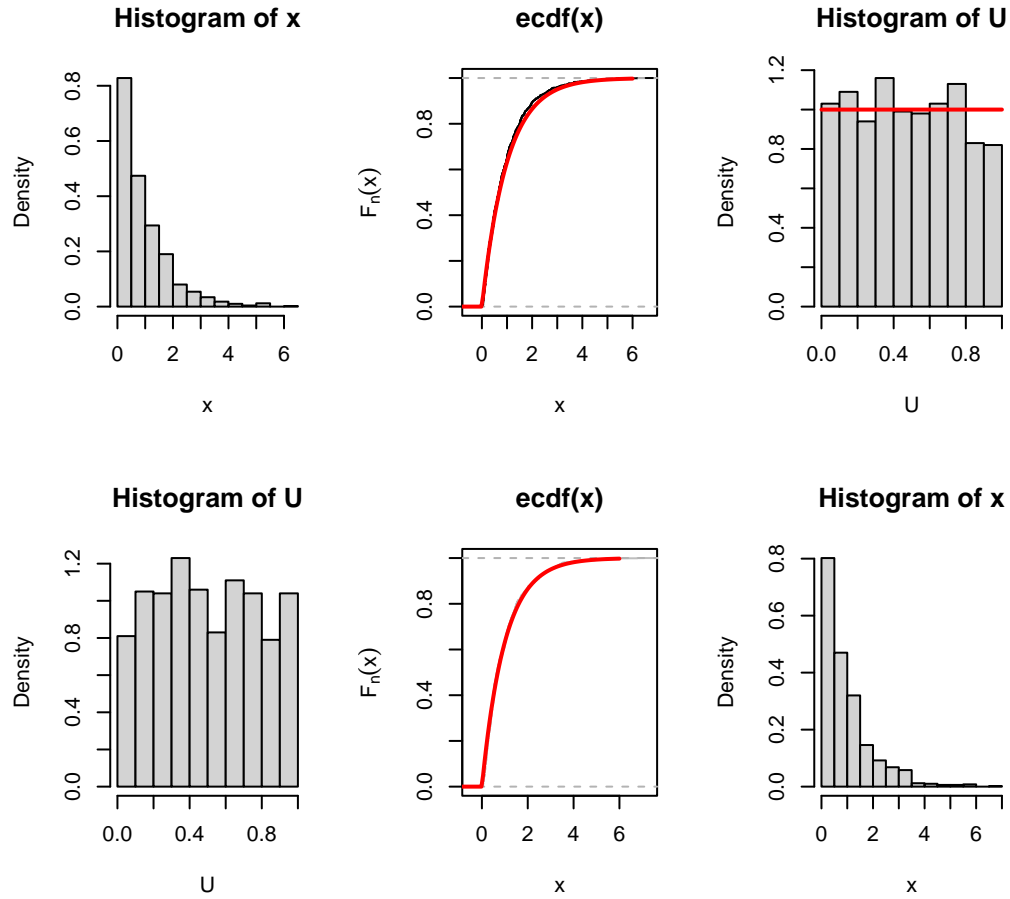 Histogram of x
Density
0.0 0.2 0.4 0.6 0.8
0 2 4 6
x
ecdf(x)
Fn(x)
0.0 0.4 0.8
0 2 4 6
x
Histogram of U
Density
0.0 0.4 0.8 1.2
0.0 0.4 0.8
U
Histogram of U
Density
0.0 0.4 0.8 1.2
0.0 0.4 0.8
U
ecdf(x)
Fn(x)
0.0 0.4 0.8
0 2 4 6
x
Histogram of x
Density
0.0 0.2 0.4 0.6 0.8
0 2 4 6
x